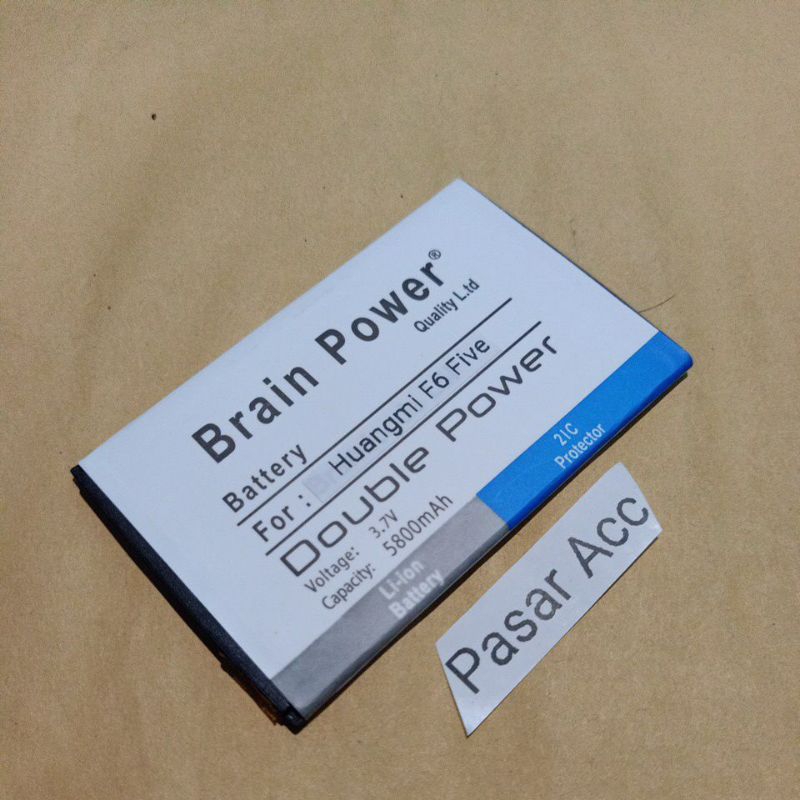 Brain Power®
Quality L.td
Battery
For : Huangmi F6 Five
Double Power
Voltage: 3.7V
Capacity: 5800mAh
Li-ion
Battery
2IC
Protector
Pasar Acc